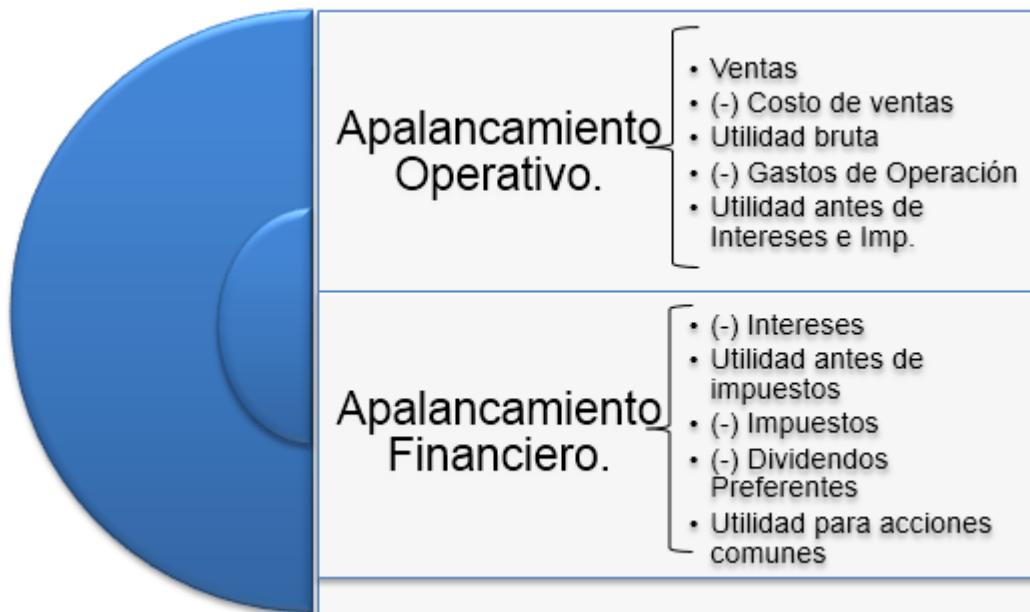 Apalancamiento
Operativo.
• Ventas
• (-) Costo de ventas
• Utilidad bruta
• (-) Gastos de Operación
• Utilidad antes de
Intereses e Imp.
Apalancamiento
Financiero.
• (-) Intereses
• Utilidad antes de
impuestos
• (-) Impuestos
• (-) Dividendos
Preferentes
• Utilidad para acciones
comunes